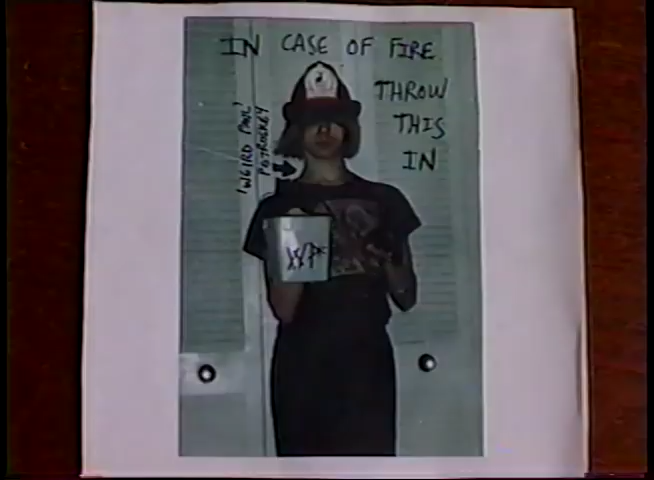 IN CASE OF FIRE
THROW
THIS
IN
'WEIRD PAUL'
PETROSKEY